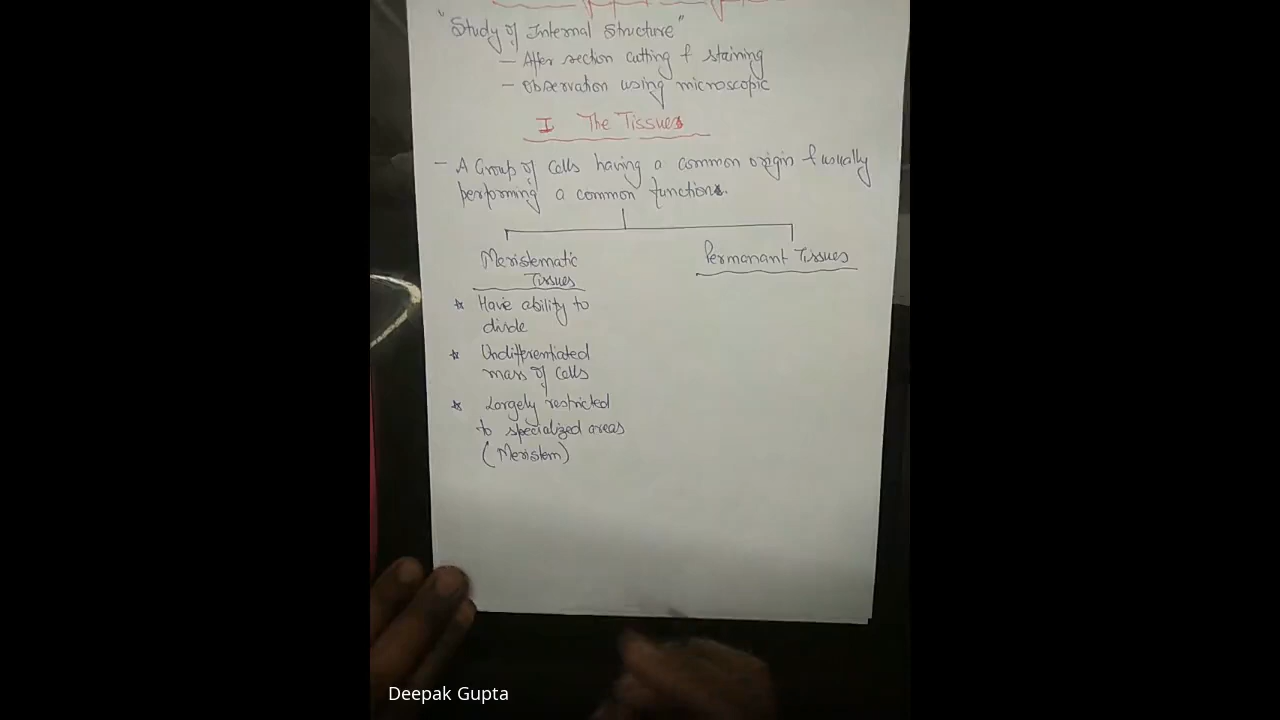 "Study of Internal Structure"
– After section cutting & staining
– Observation using microscopic
I The Tissues
– A Group of Cells having a common origin & usually
performing a common function.
Meristematic
Tissues
Permanant Tissues
* Have ability to
divide
* Undifferentiated
mass of Cells
* Largely restricted
to specialized areas
(Meristem)
Deepak Gupta